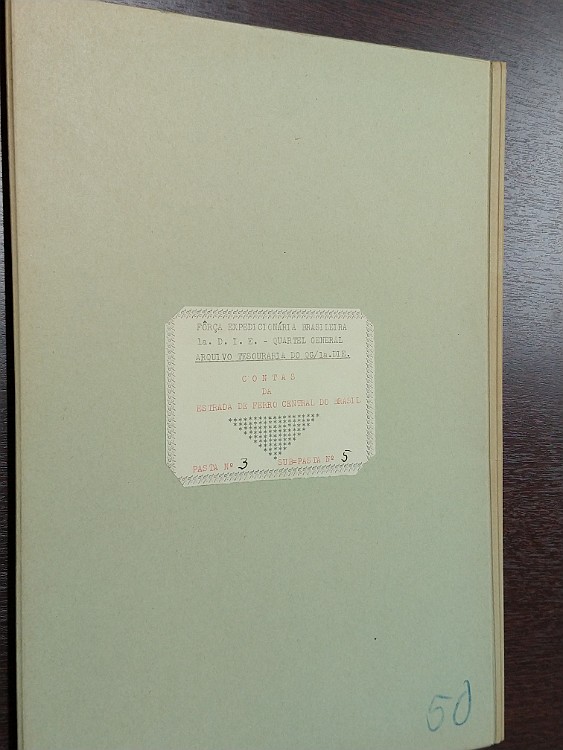 FÔRÇA EXPEDICIONÁRIA BRASILEIRA
1a. D. I. E. - QUARTEL GENERAL
ARQUIVO TESOURARIA DO QG/1a.DIE.
C O N T A S
DA
ESTRADA DE FERRO CENTRAL DO BRASIL
PASTA Nº 3 SUB=PASTA Nº 5
50